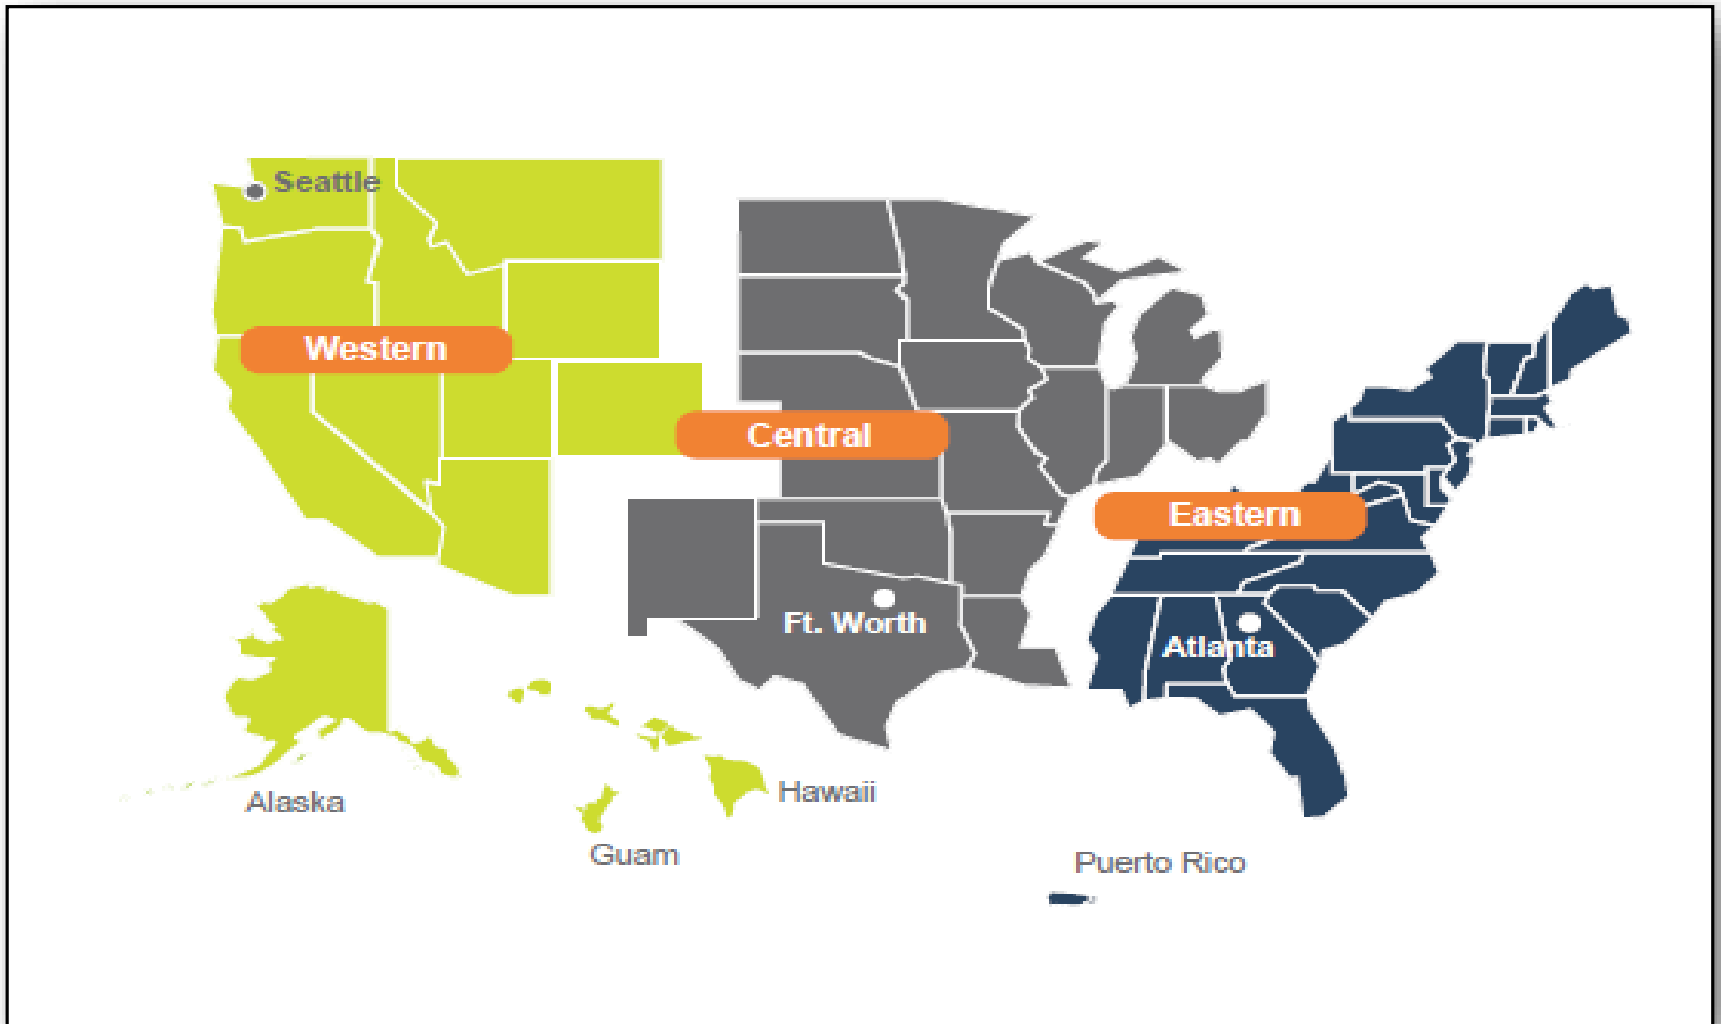 Seattle
Western
Central
Eastern
Ft. Worth
Atlanta
Alaska
Hawaii
Guam
Puerto Rico